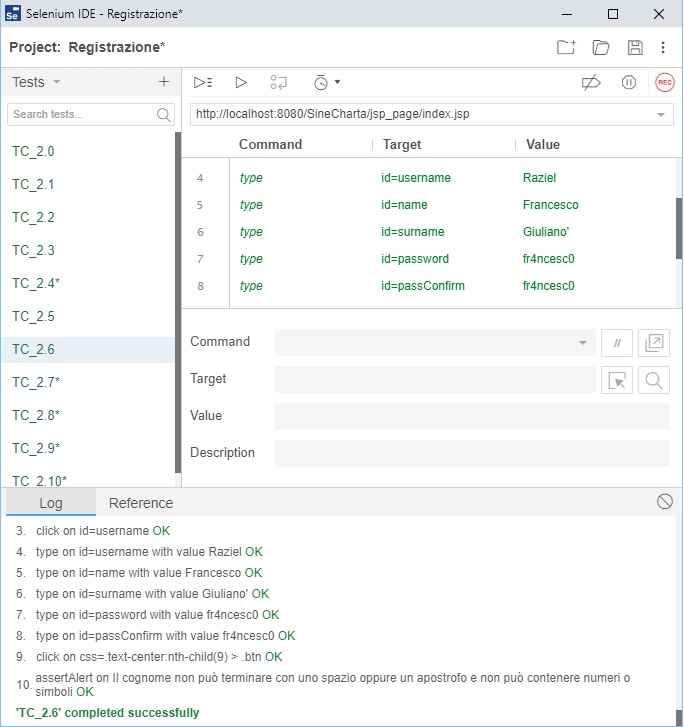 Se Selenium IDE - Registrazione*
Project: Registrazione*
Tests
REC
Search tests...
http://localhost:8080/SineCharta/jsp_page/index.jsp
Command Target Value
TC_2.0
TC_2.1
TC_2.2
TC_2.3
TC_2.4*
TC_2.5
TC_2.6
TC_2.7*
TC_2.8*
TC_2.9*
TC_2.10*
4 type id=username Raziel
5 type id=name Francesco
6 type id=surname Giuliano'
7 type id=password fr4ncesc0
8 type id=passConfirm fr4ncesc0
Command //
Target
Value
Description
Log Reference
3. click on id=username OK
4. type on id=username with value Raziel OK
5. type on id=name with value Francesco OK
6. type on id=surname with value Giuliano' OK
7. type on id=password with value fr4ncesc0 OK
8. type on id=passConfirm with value fr4ncesc0 OK
9. click on css=.text-center:nth-child(9) > .btn OK
10. assertAlert on Il cognome non può terminare con uno spazio oppure un apostrofo e non può contenere numeri o
simboli OK
'TC_2.6' completed successfully